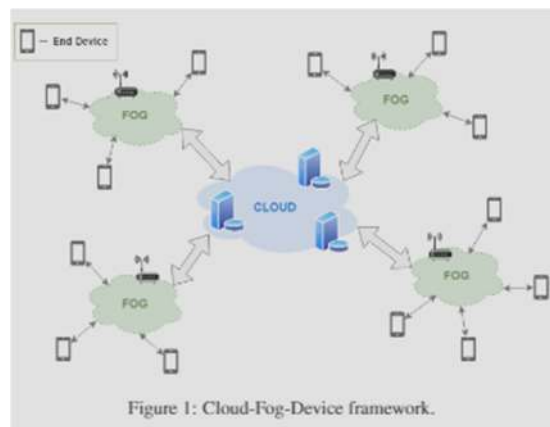 – End Device
FOG
FOG
CLOUD
FOG
FOG
Figure 1: Cloud-Fog-Device framework.